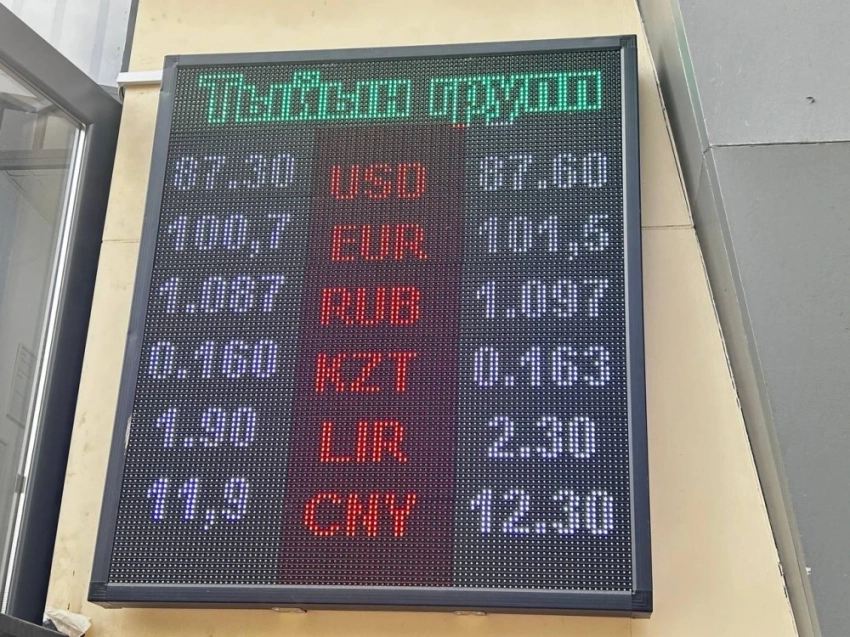 Тыйын групп
87.30 USD 87.60
100,7 EUR 101,5
1.087 RUB 1.097
0.160 KZT 0.163
1.90 LIR 2.30
11,9 CNY 12.30